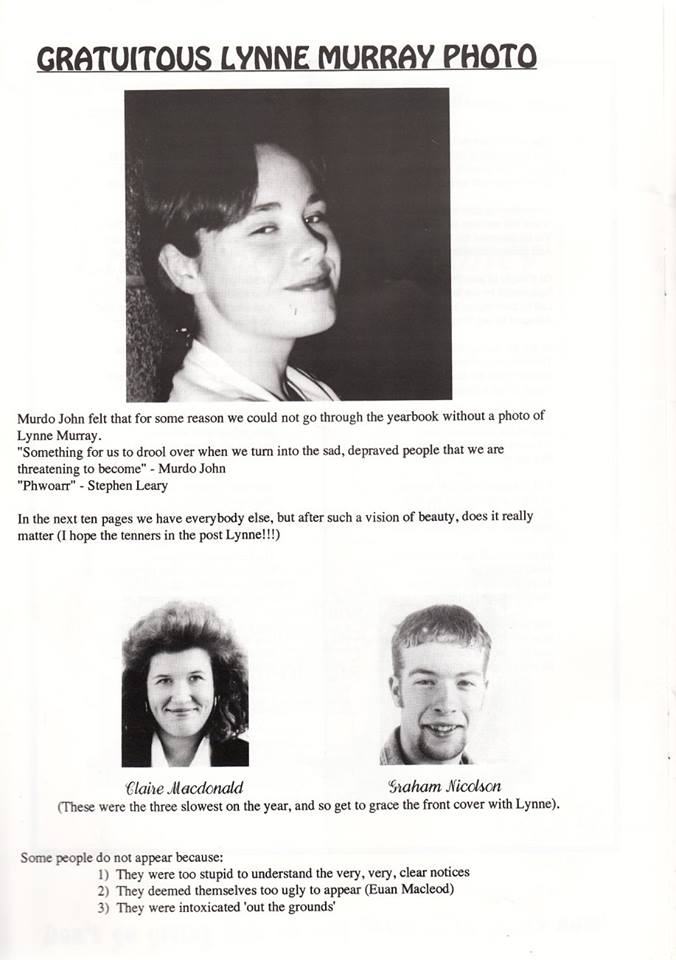 GRATUITOUS LYNNE MURRAY PHOTO
Murdo John felt that for some reason we could not go through the yearbook without a photo of
Lynne Murray.
"Something for us to drool over when we turn into the sad, depraved people that we are
threatening to become" - Murdo John
"Phwoarr" - Stephen Leary
In the next ten pages we have everybody else, but after such a vision of beauty, does it really
matter (I hope the tenners in the post Lynne!!!)
Claire Macdonald
Graham Nicolson
(These were the three slowest on the year, and so get to grace the front cover with Lynne).
Some people do not appear because:
1) They were too stupid to understand the very, very, clear notices
2) They deemed themselves too ugly to appear (Euan Macleod)
3) They were intoxicated 'out the grounds'